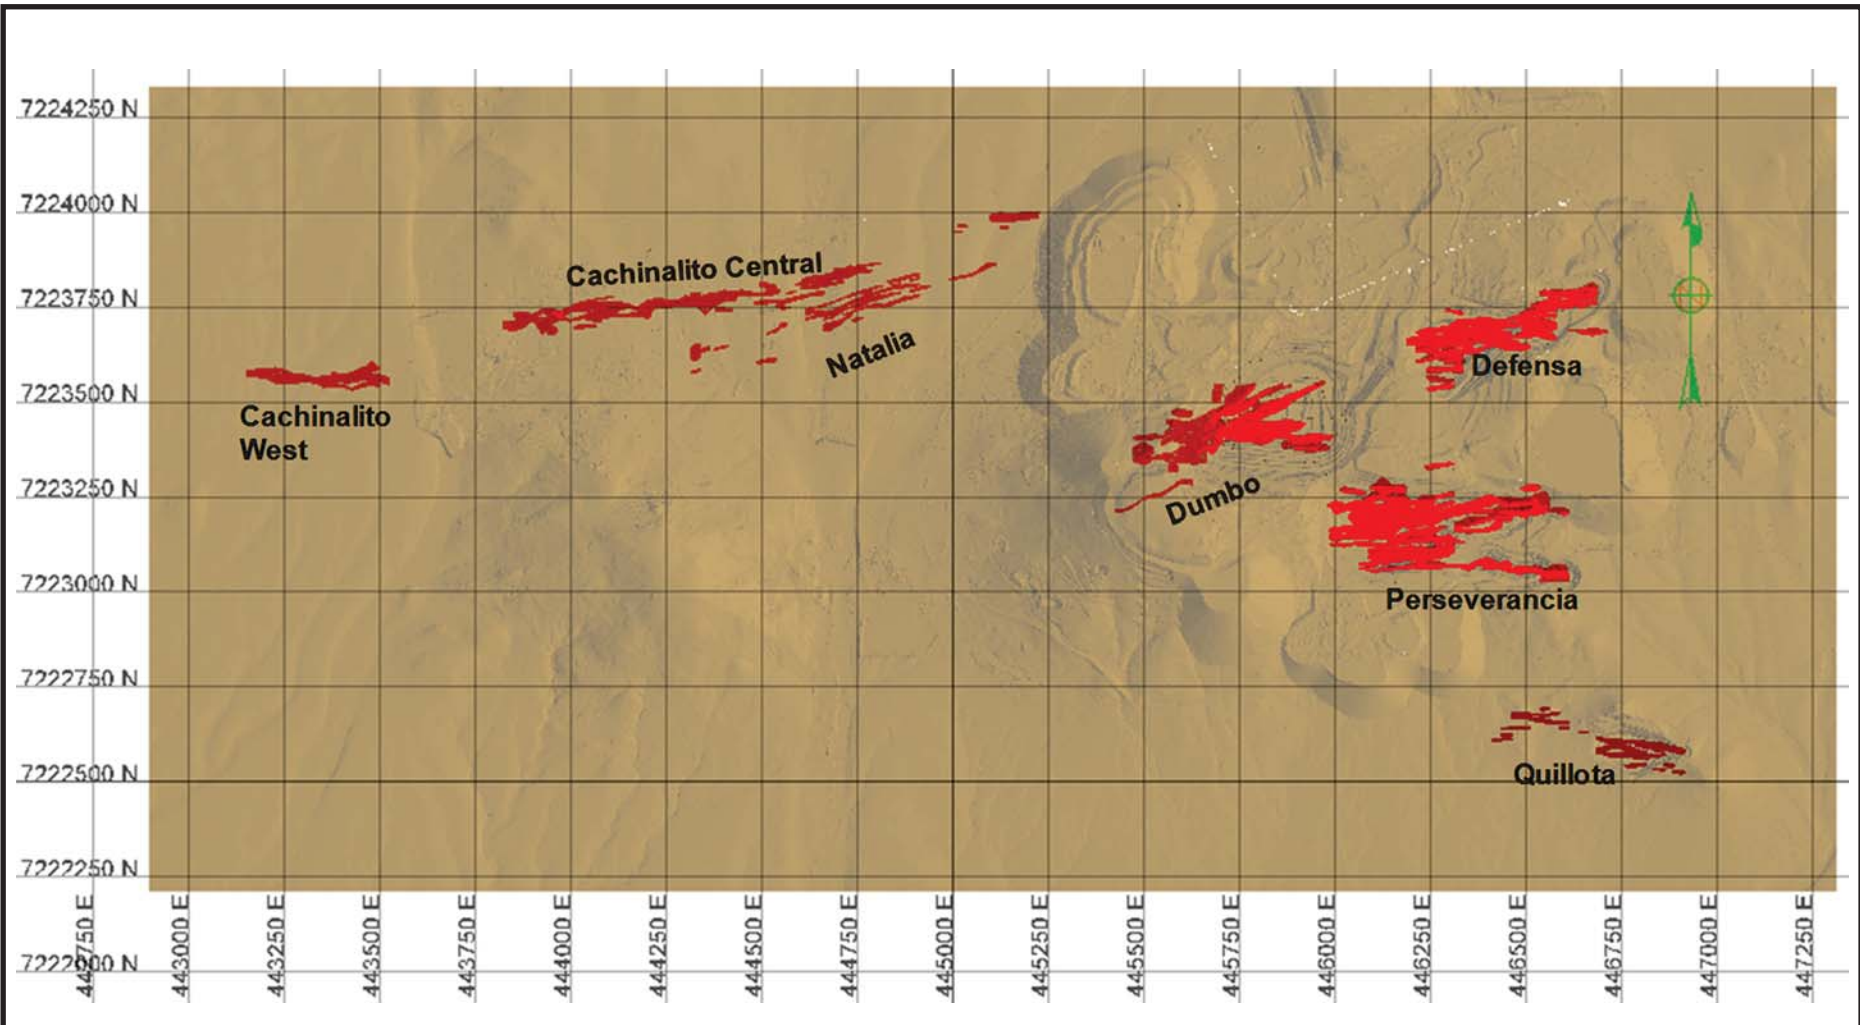 7224250 N
7224000 N
Cachinalito Central
7223750 N
Natalia
Defensa
7223500 N
Cachinalito
West
7223250 N
Dumbo
7223000 N
Perseverancia
7222750 N
7222500 N
Quillota
7222250 N
7222000 N
442750 E
443000 E
443250 E
443500 E
443750 E
444000 E
444250 E
444500 E
444750 E
445000 E
445250 E
445500 E
445750 E
446000 E
446250 E
446500 E
446750 E
447000 E
447250 E